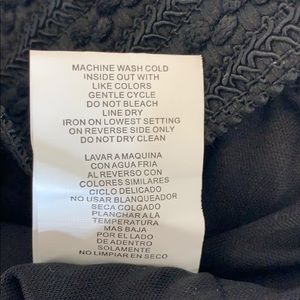 MACHINE WASH COLD
INSIDE OUT WITH
LIKE COLORS
GENTLE CYCLE
DO NOT BLEACH
LINE DRY
IRON ON LOWEST SETTING
ON REVERSE SIDE ONLY
DO NOT DRY CLEAN
LAVAR A MAQUINA
CON AGUA FRIA
AL REVERSO CON
COLORES SIMILARES
CICLO DELICADO
NO USAR BLANQUEADOR
SECA COLGADO
PLANCHAR A LA
TEMPERATURA
MAS BAJA
POR EL LADO
DE ADENTRO
SOLAMENTE
NO LIMPIAR EN SECO